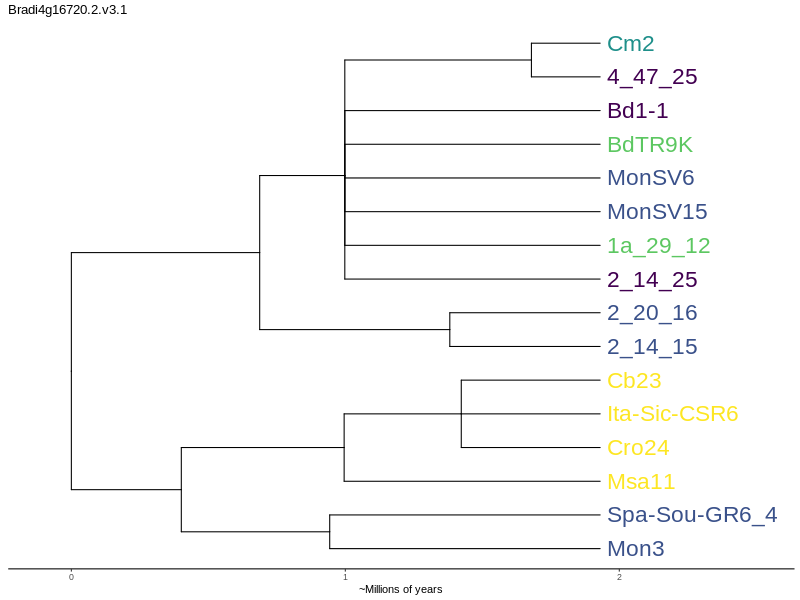 Bradi4g16720.2.v3.1
Cm2
4_47_25
Bd1-1
BdTR9K
MonSV6
MonSV15
1a_29_12
2_14_25
2_20_16
2_14_15
Cb23
Ita-Sic-CSR6
Cro24
Msa11
Spa-Sou-GR6_4
Mon3
0 1 2
~Millions of years